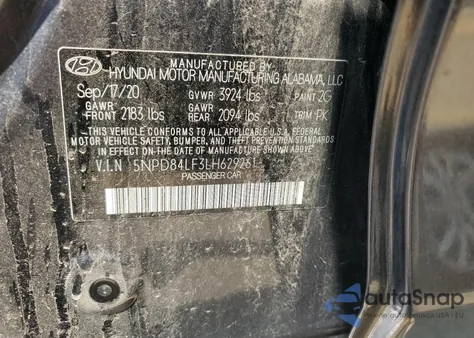 MANUFACTURED BY
HYUNDAI MOTOR MANUFACTURING ALABAMA, LLC
Sep/17/20 GVWR 3924 lbs PAINT 2G
GAWR FRONT 2183 lbs GAWR REAR 2094 lbs TRIM PK
THIS VEHICLE CONFORMS TO ALL APPLICABLE U.S.A. FEDERAL
MOTOR VEHICLE SAFETY, BUMPER, AND THEFT PREVENTION
STANDARDS IN EFFECT ON THE DATE OF MANUFACTURE SHOWN ABOVE.
V.I.N 5NPD84LF3LH629261
PASSENGER CAR
autoSnap